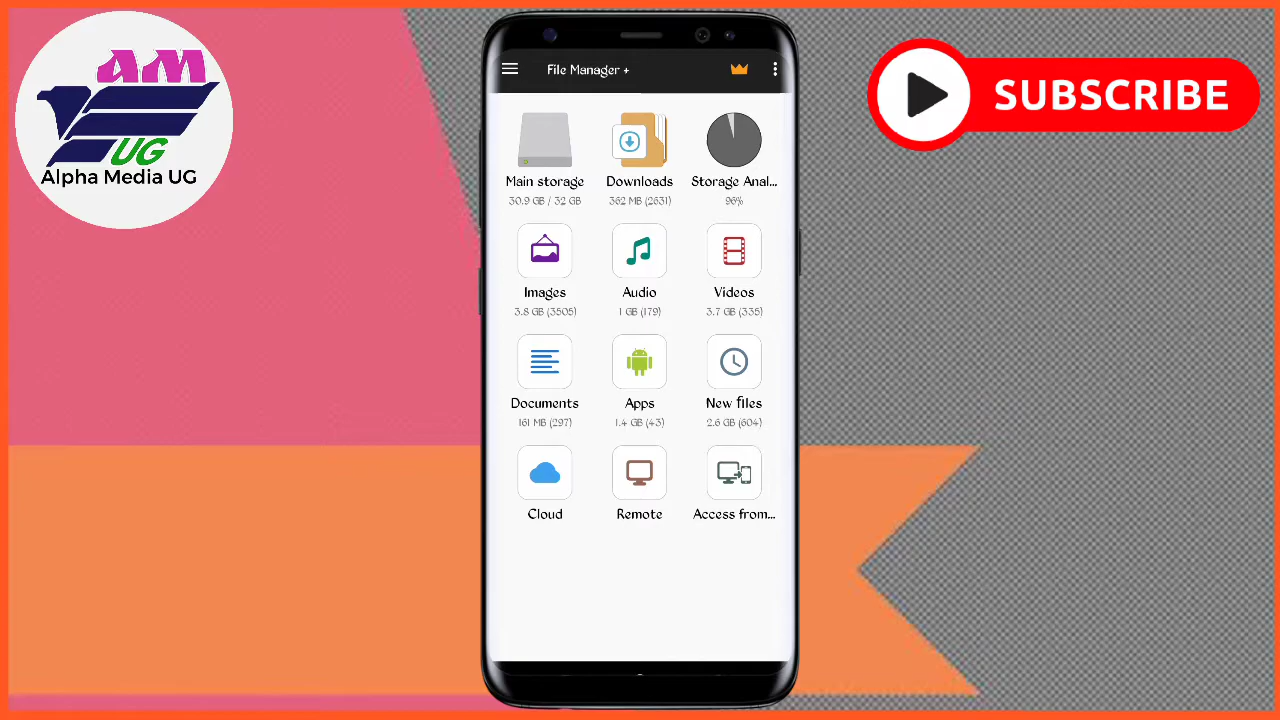 AM
UG
Alpha Media UG
File Manager +
SUBSCRIBE
Main storage
30.9 GB / 32 GB
Downloads
362 MB (2631)
Storage Anal...
96%
Images
3.8 GB (3505)
Audio
1 GB (179)
Videos
3.7 GB (335)
Documents
161 MB (297)
Apps
1.4 GB (43)
New files
2.6 GB (604)
Cloud
Remote
Access from...